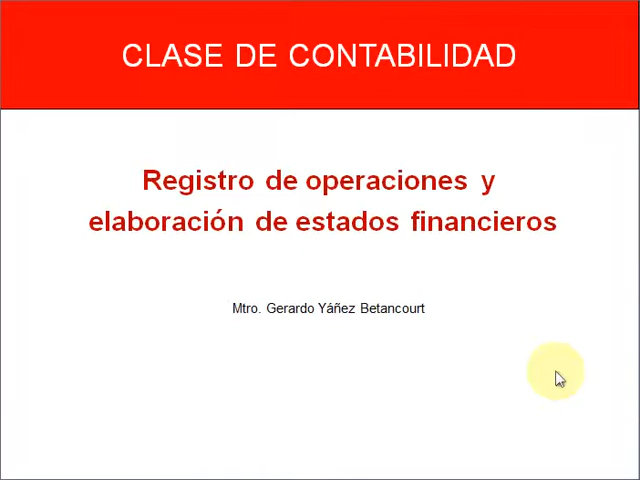 CLASE DE CONTABILIDAD
Registro de operaciones y
elaboración de estados financieros
Mtro. Gerardo Yáñez Betancourt